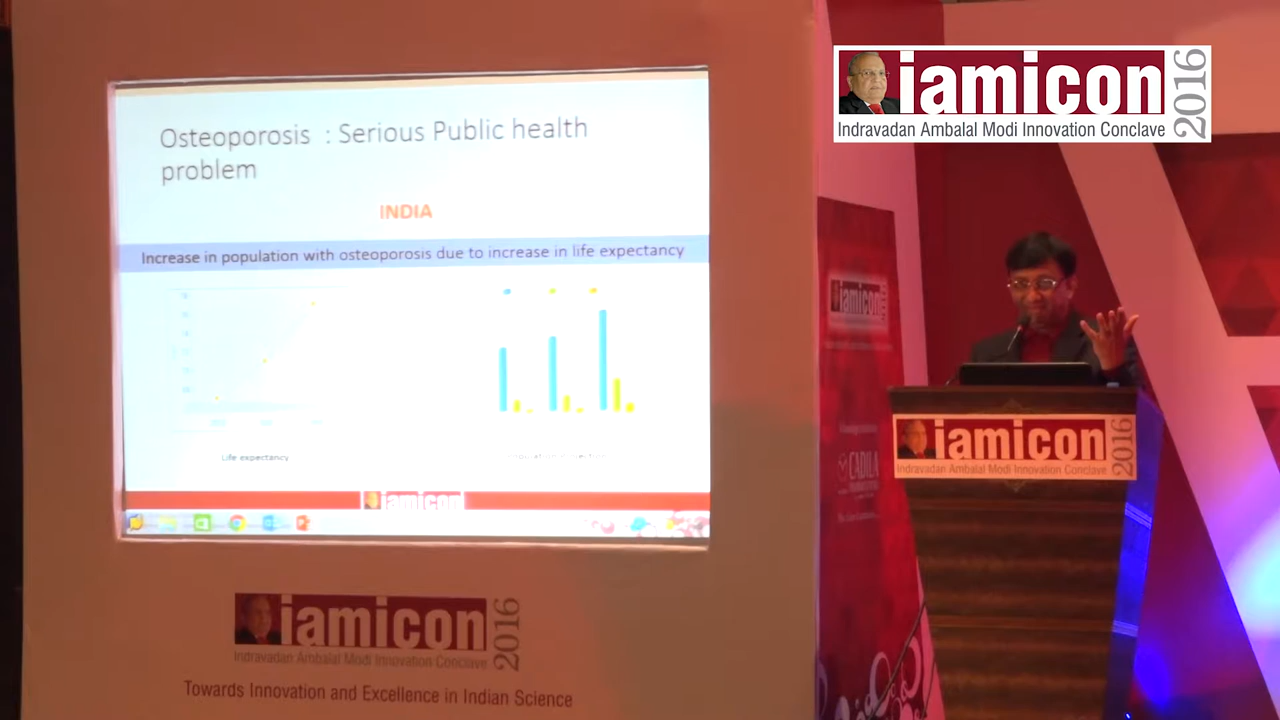 Osteoporosis : Serious Public health
problem
INDIA
Increase in population with osteoporosis due to increase in life expectancy
Life expectancy
iamicon
iamicon 2016
Indravadan Ambalal Modi Innovation Conclave
Towards Innovation and Excellence in Indian Science
iamicon 2016
Indravadan Ambalal Modi Innovation Conclave
iamicon
CADILA
iamicon 2016
Indravadan Ambalal Modi Innovation Conclave